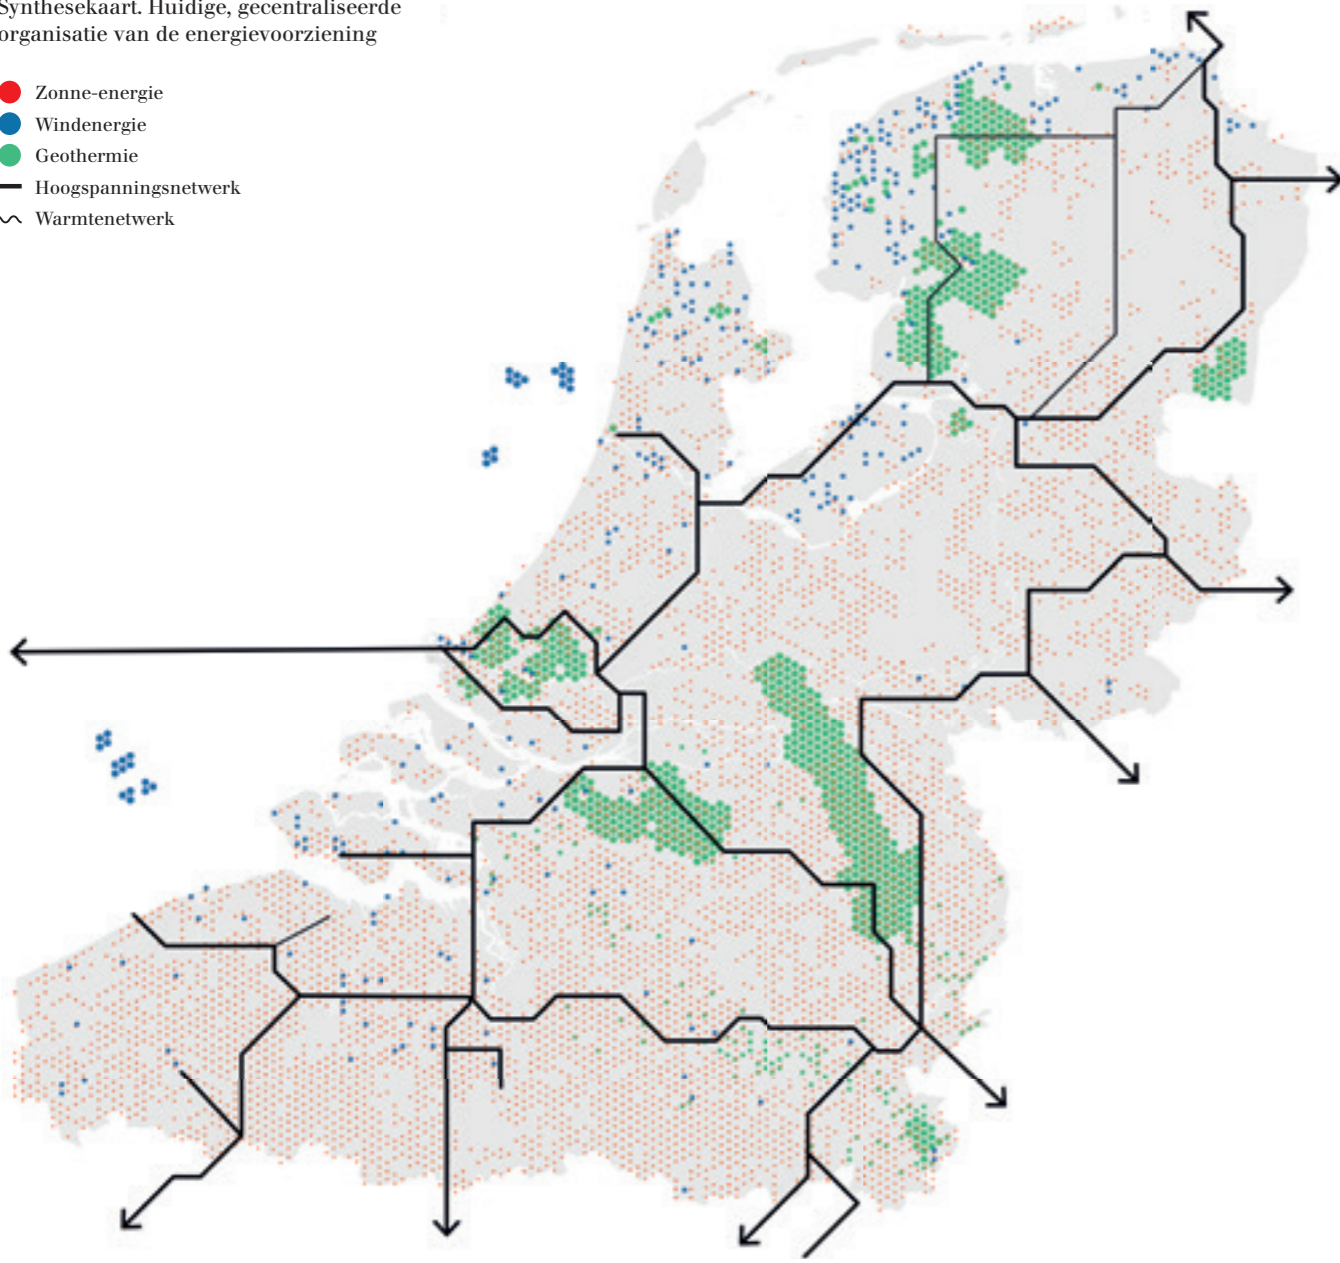 Synthesekaart. Huidige, gecentraliseerde
organisatie van de energievoorziening
Zonne-energie
Windenergie
Geothermie
Hoogspanningsnetwerk
Warmtenetwerk